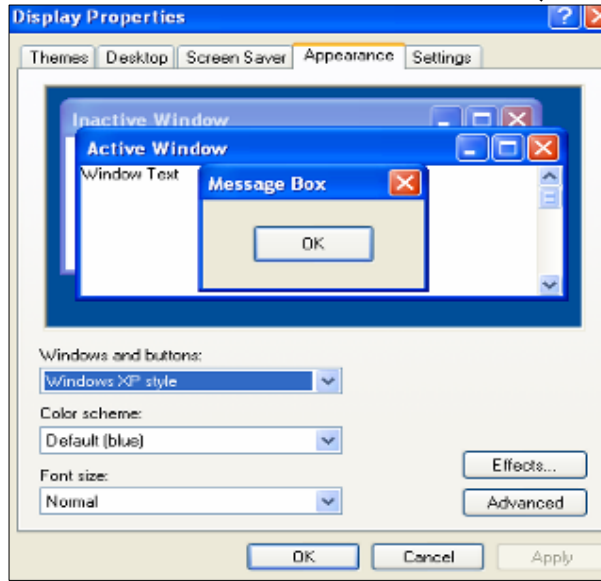 Display Properties
Themes Desktop Screen Saver Appearance Settings
Inactive Window
Active Window
Window Text
Message Box
OK
Windows and buttons:
Windows XP style
Color scheme:
Default (blue)
Effects...
Font size:
Normal
Advanced
OK Cancel Apply